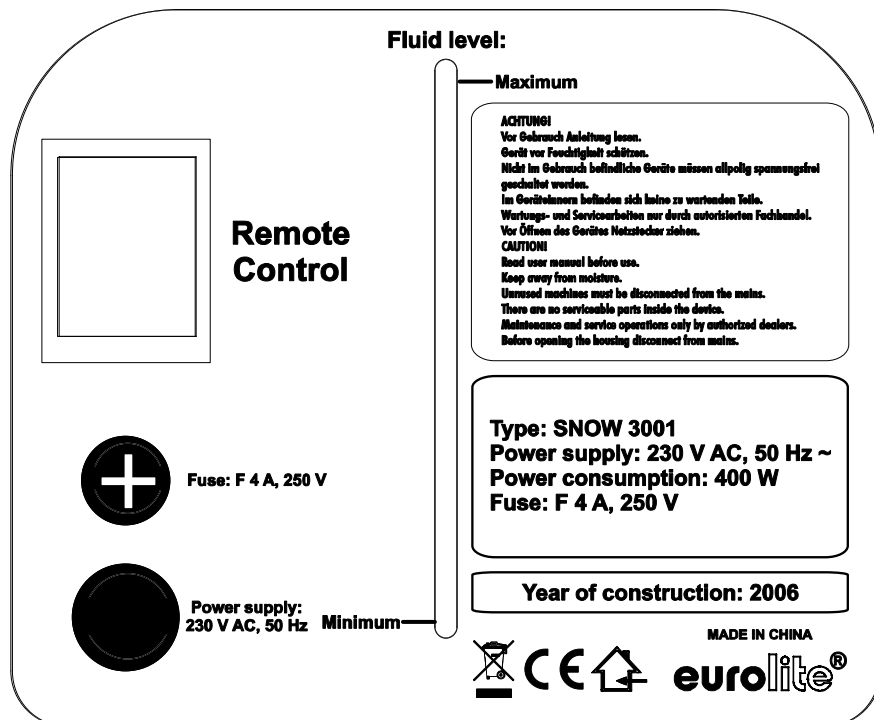 Fluid level:
Maximum
ACHTUNG!
Vor Gebrauch Anleitung lesen.
Gerät vor Feuchtigkeit schützen.
Nicht im Gebrauch befindliche Geräte müssen allpolig spannungsfrei
geschaltet werden.
Im Geräteinnern befinden sich keine zu wartenden Teile.
Wartungs- und Servicearbeiten nur durch autorisierten Fachhandel.
Vor Öffnen des Gerätes Netzstecker ziehen.
CAUTION!
Read user manual before use.
Keep away from moisture.
Unused machines must be disconnected from the mains.
There are no serviceable parts inside the device.
Maintenance and service operations only by authorized dealers.
Before opening the housing disconnect from mains.
Remote
Control
Type: SNOW 3001
Power supply: 230 V AC, 50 Hz ~
Power consumption: 400 W
Fuse: F 4 A, 250 V
Fuse: F 4 A, 250 V
Year of construction: 2006
Power supply:
230 V AC, 50 Hz
Minimum
MADE IN CHINA
CE
eurolite®